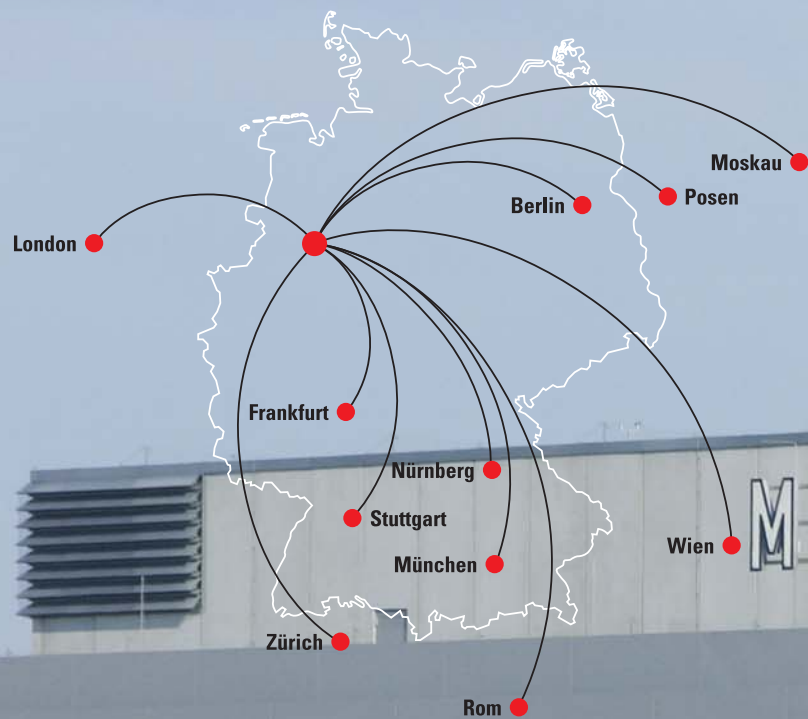 Moskau
Posen
Berlin
London
Frankfurt
Nürnberg
Stuttgart
Wien
M
München
Zürich
Rom